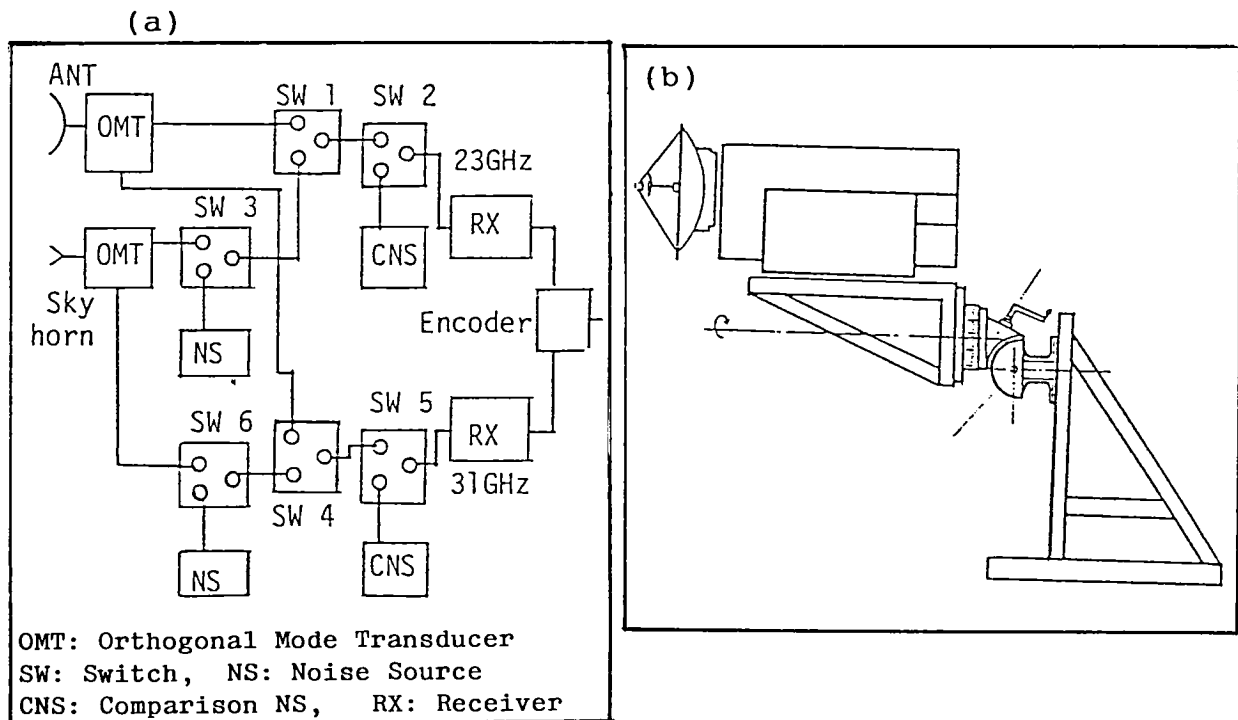 (a)
ANT
OMT
SW 1
SW 2
23GHz
SW 3
RX
OMT
CNS
Sky
horn
Encoder
NS
SW 5
SW 6
RX
31GHz
SW 4
NS
CNS
OMT: Orthogonal Mode Transducer
SW: Switch, NS: Noise Source
CNS: Comparison NS, RX: Receiver
(b)